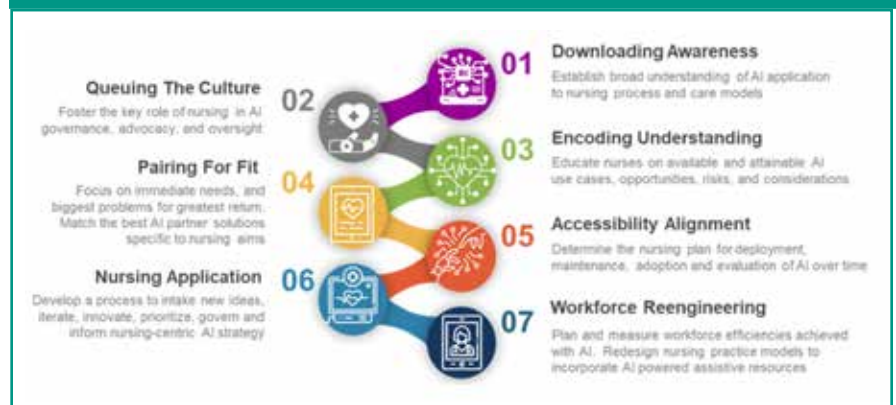 01
Downloading Awareness
Establish broad understanding of AI application
to nursing process and care models
Queuing The Culture
02
Foster the key role of nursing in AI
governance, advocacy, and oversight
03
Encoding Understanding
Educate nurses on available and attainable AI
use cases, opportunities, risks, and considerations
Pairing For Fit
04
Focus on immediate needs, and
biggest problems for greatest return.
Match the best AI partner solutions
specific to nursing aims
05
Accessibility Alignment
Determine the nursing plan for deployment,
maintenance, adoption and evaluation of AI over time
Nursing Application
06
Develop a process to intake new ideas,
iterate, innovate, prioritize, govern and
inform nursing-centric AI strategy
07
Workforce Reengineering
Plan and measure workforce efficiencies achieved
with AI. Redesign nursing practice models to
incorporate AI powered assistive resources